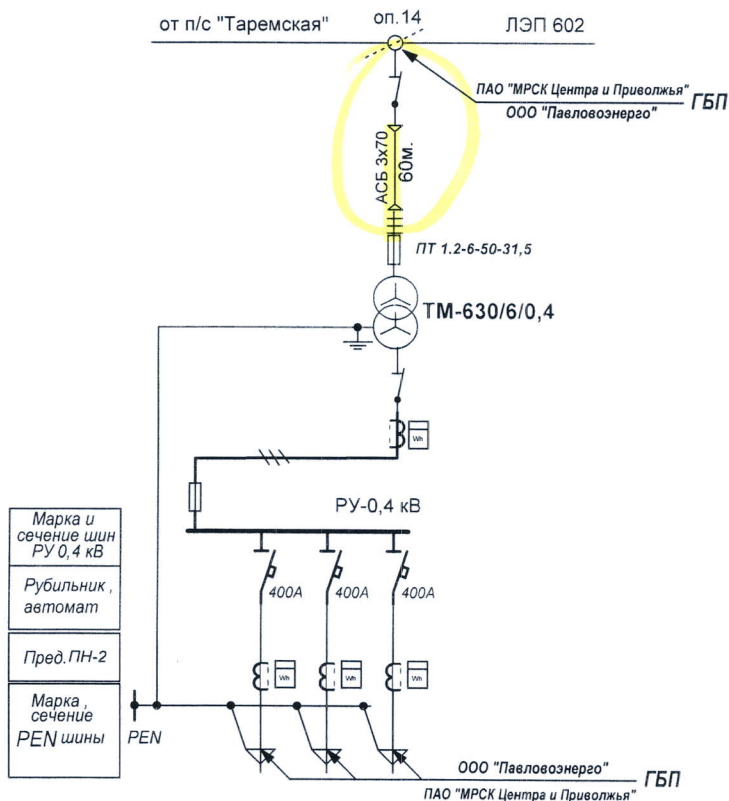 от п/с "Таремская"
оп.14
ЛЭП 602
ПАО "МРСК Центра и Приволжья"
ГБП
ООО "Павловоэнерго"
АСБ 3х70
60м.
ПТ 1.2-6-50-31,5
ТМ-630/6/0,4
Wh
РУ-0,4 кВ
Марка и
сечение шин
РУ 0,4 кВ
Рубильник,
автомат
400А
400А
400А
Пред.ПН-2
Wh
Wh
Wh
Марка,
сечение
PEN шины
PEN
ООО "Павловоэнерго"
ГБП
ПАО "МРСК Центра и Приволжья"